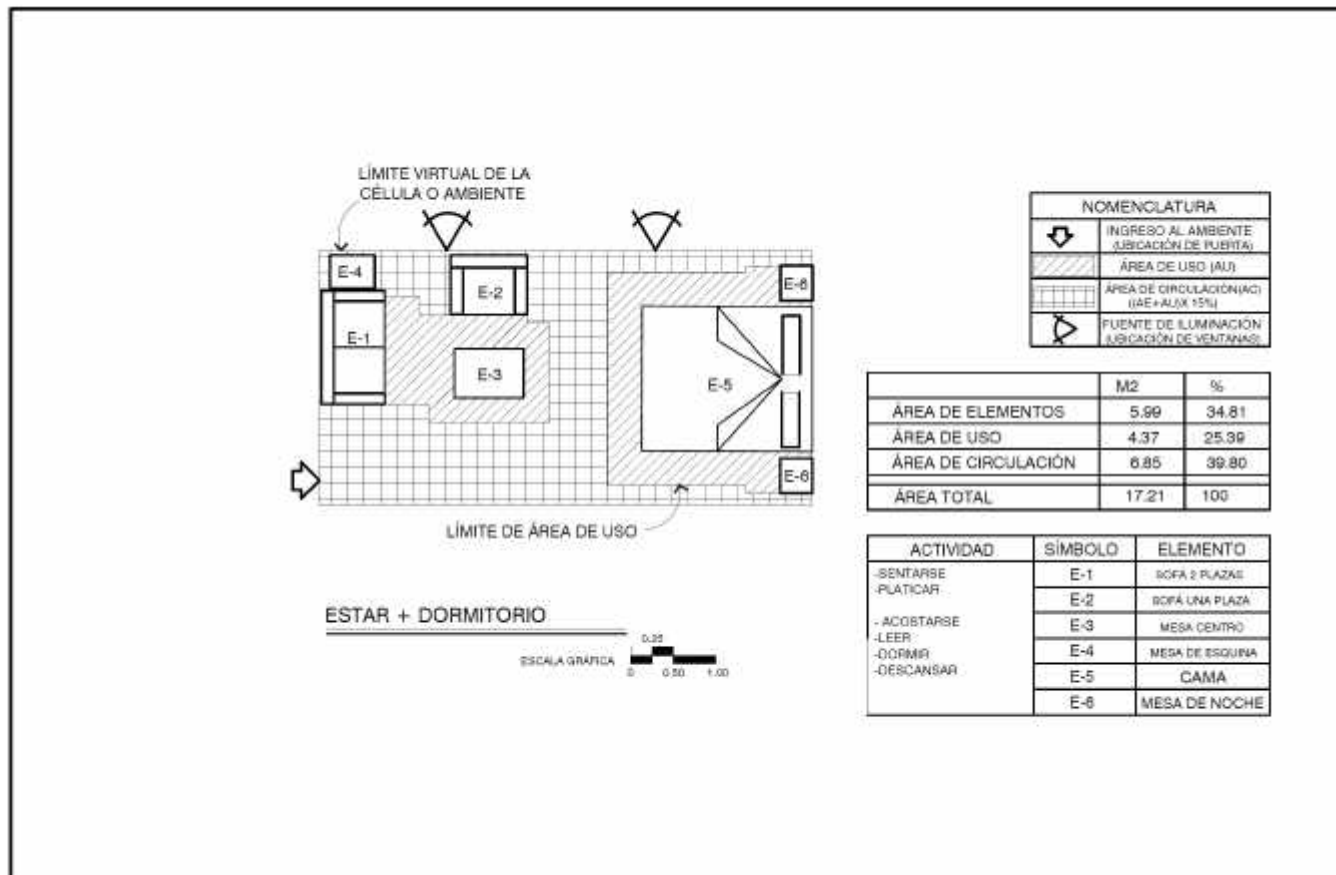 LÍMITE VIRTUAL DE LA
CÉLULA O AMBIENTE
E-4
E-2
E-1
E-3
E-5
E-6
E-6
LÍMITE DE ÁREA DE USO
ESTAR + DORMITORIO
ESCALA GRÁFICA
0.25
0 0.50 1.00
NOMENCLATURA
INGRESO AL AMBIENTE
(UBICACIÓN DE PUERTA)
ÁREA DE USO (AU)
ÁREA DE CIRCULACIÓN(AC)
((AE+AU)X 15%)
FUENTE DE ILUMINACIÓN
(UBICACIÓN DE VENTANAS)
M2 %
ÁREA DE ELEMENTOS 5.99 34.81
ÁREA DE USO 4.37 25.39
ÁREA DE CIRCULACIÓN 6.85 39.80
ÁREA TOTAL 17.21 100
ACTIVIDAD SÍMBOLO ELEMENTO
-SENTARSE
-PLATICAR
- ACOSTARSE
-LEER
-DORMIR
-DESCANSAR
E-1 SOFA 2 PLAZAS
E-2 SOFÁ UNA PLAZA
E-3 MESA CENTRO
E-4 MESA DE ESQUINA
E-5 CAMA
E-6 MESA DE NOCHE